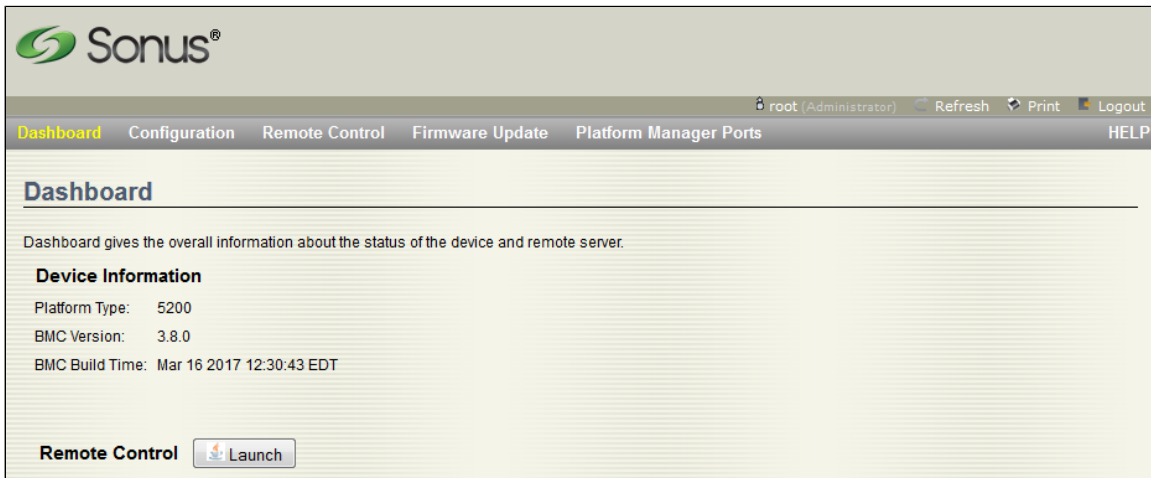 Sonus®
root (Administrator) Refresh Print Logout
Dashboard Configuration Remote Control Firmware Update Platform Manager Ports HELP
Dashboard
Dashboard gives the overall information about the status of the device and remote server.
Device Information
Platform Type: 5200
BMC Version: 3.8.0
BMC Build Time: Mar 16 2017 12:30:43 EDT
Remote Control Launch